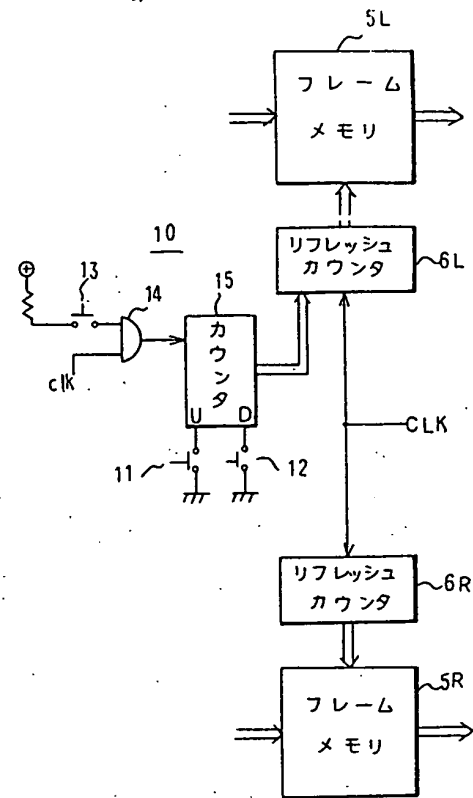 5L
フレーム
メモリ
10
リフレッシュ
カウンタ
6L
13
14
15
カウンタ
clk
U D
11
12
CLK
リフレッシュ
カウンタ
6R
5R
フレーム
メモリ